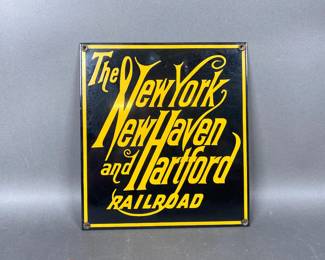 The
New York
New Haven
and Hartford
RAILROAD